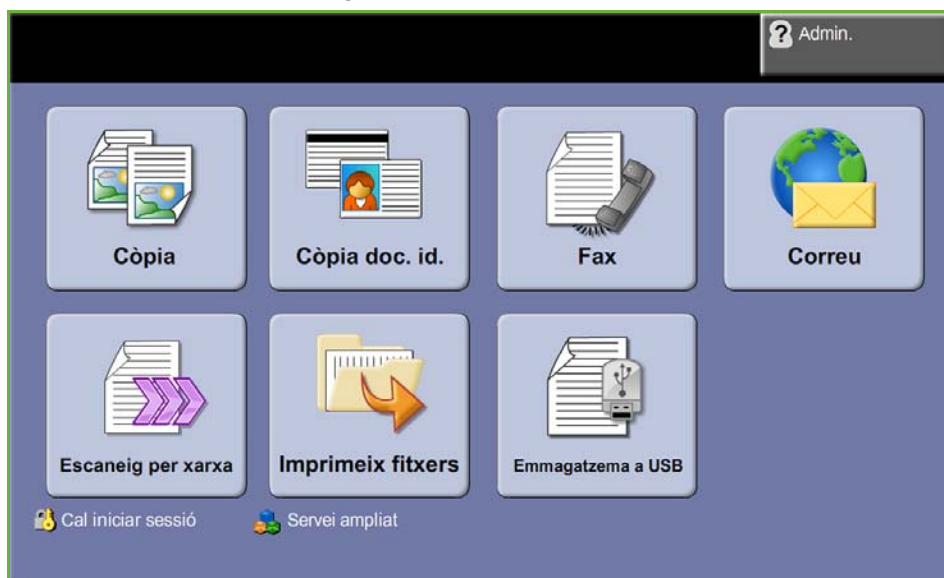 Admin.
Còpia
Còpia doc. id.
Fax
Correu
Escaneig per xarxa
Imprimeix fitxers
Emmagatzema a USB
Cal iniciar sessió
Servei ampliat